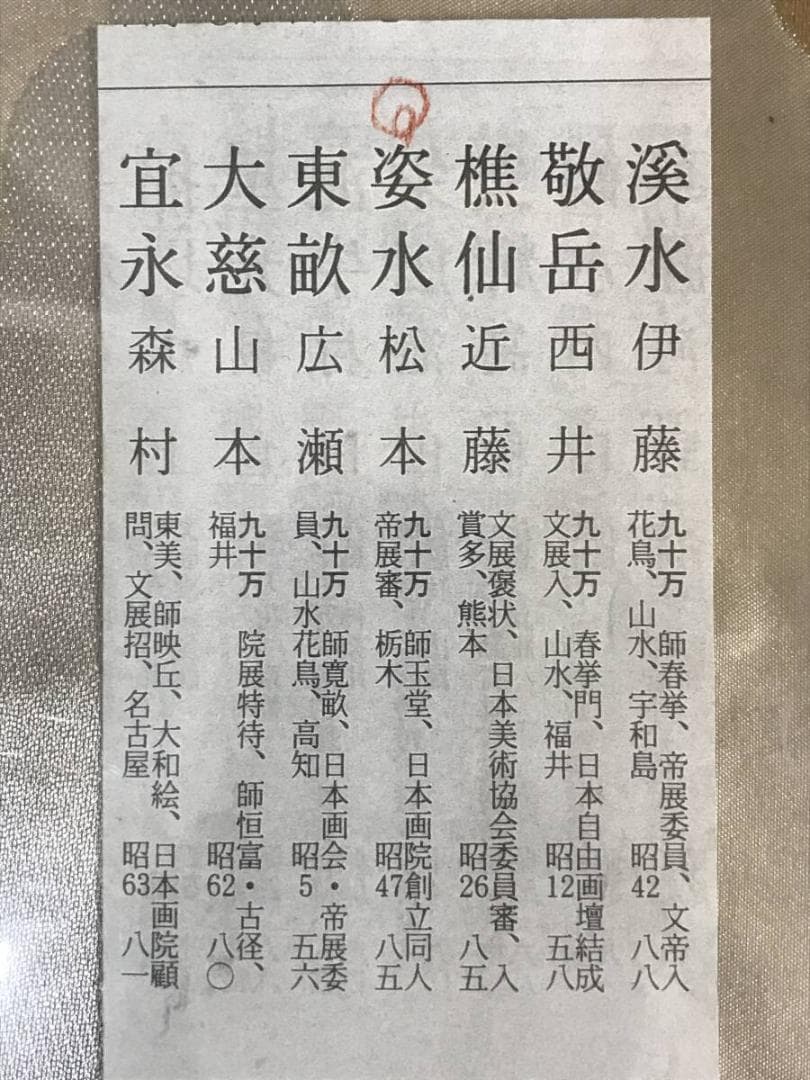 溪水 伊藤
九十万 師春挙、帝展委員、文帝入
花鳥、山水、宇和島 昭42 八八
敬岳 西井
九十万 春挙門、日本自由画壇結成
文展入、山水、福井 昭12 五八
樵仙 近藤
文展褒状、日本美術協会委員審、入
賞多、熊本 昭26 八五
姿水 松本
九十万 師玉堂、日本画院創立同人
帝展審、栃木 昭47 八五
東畝 広瀬
九十万 師寛畝、日本画会・帝展委
員、山水花鳥、高知 昭5 五六
大慈 山本
九十万 院展特待、師恒富・古径、
福井 昭62 八〇
宜永 森村
東美、師映丘、大和絵、日本画院顧
問、文展招、名古屋 昭63 八一